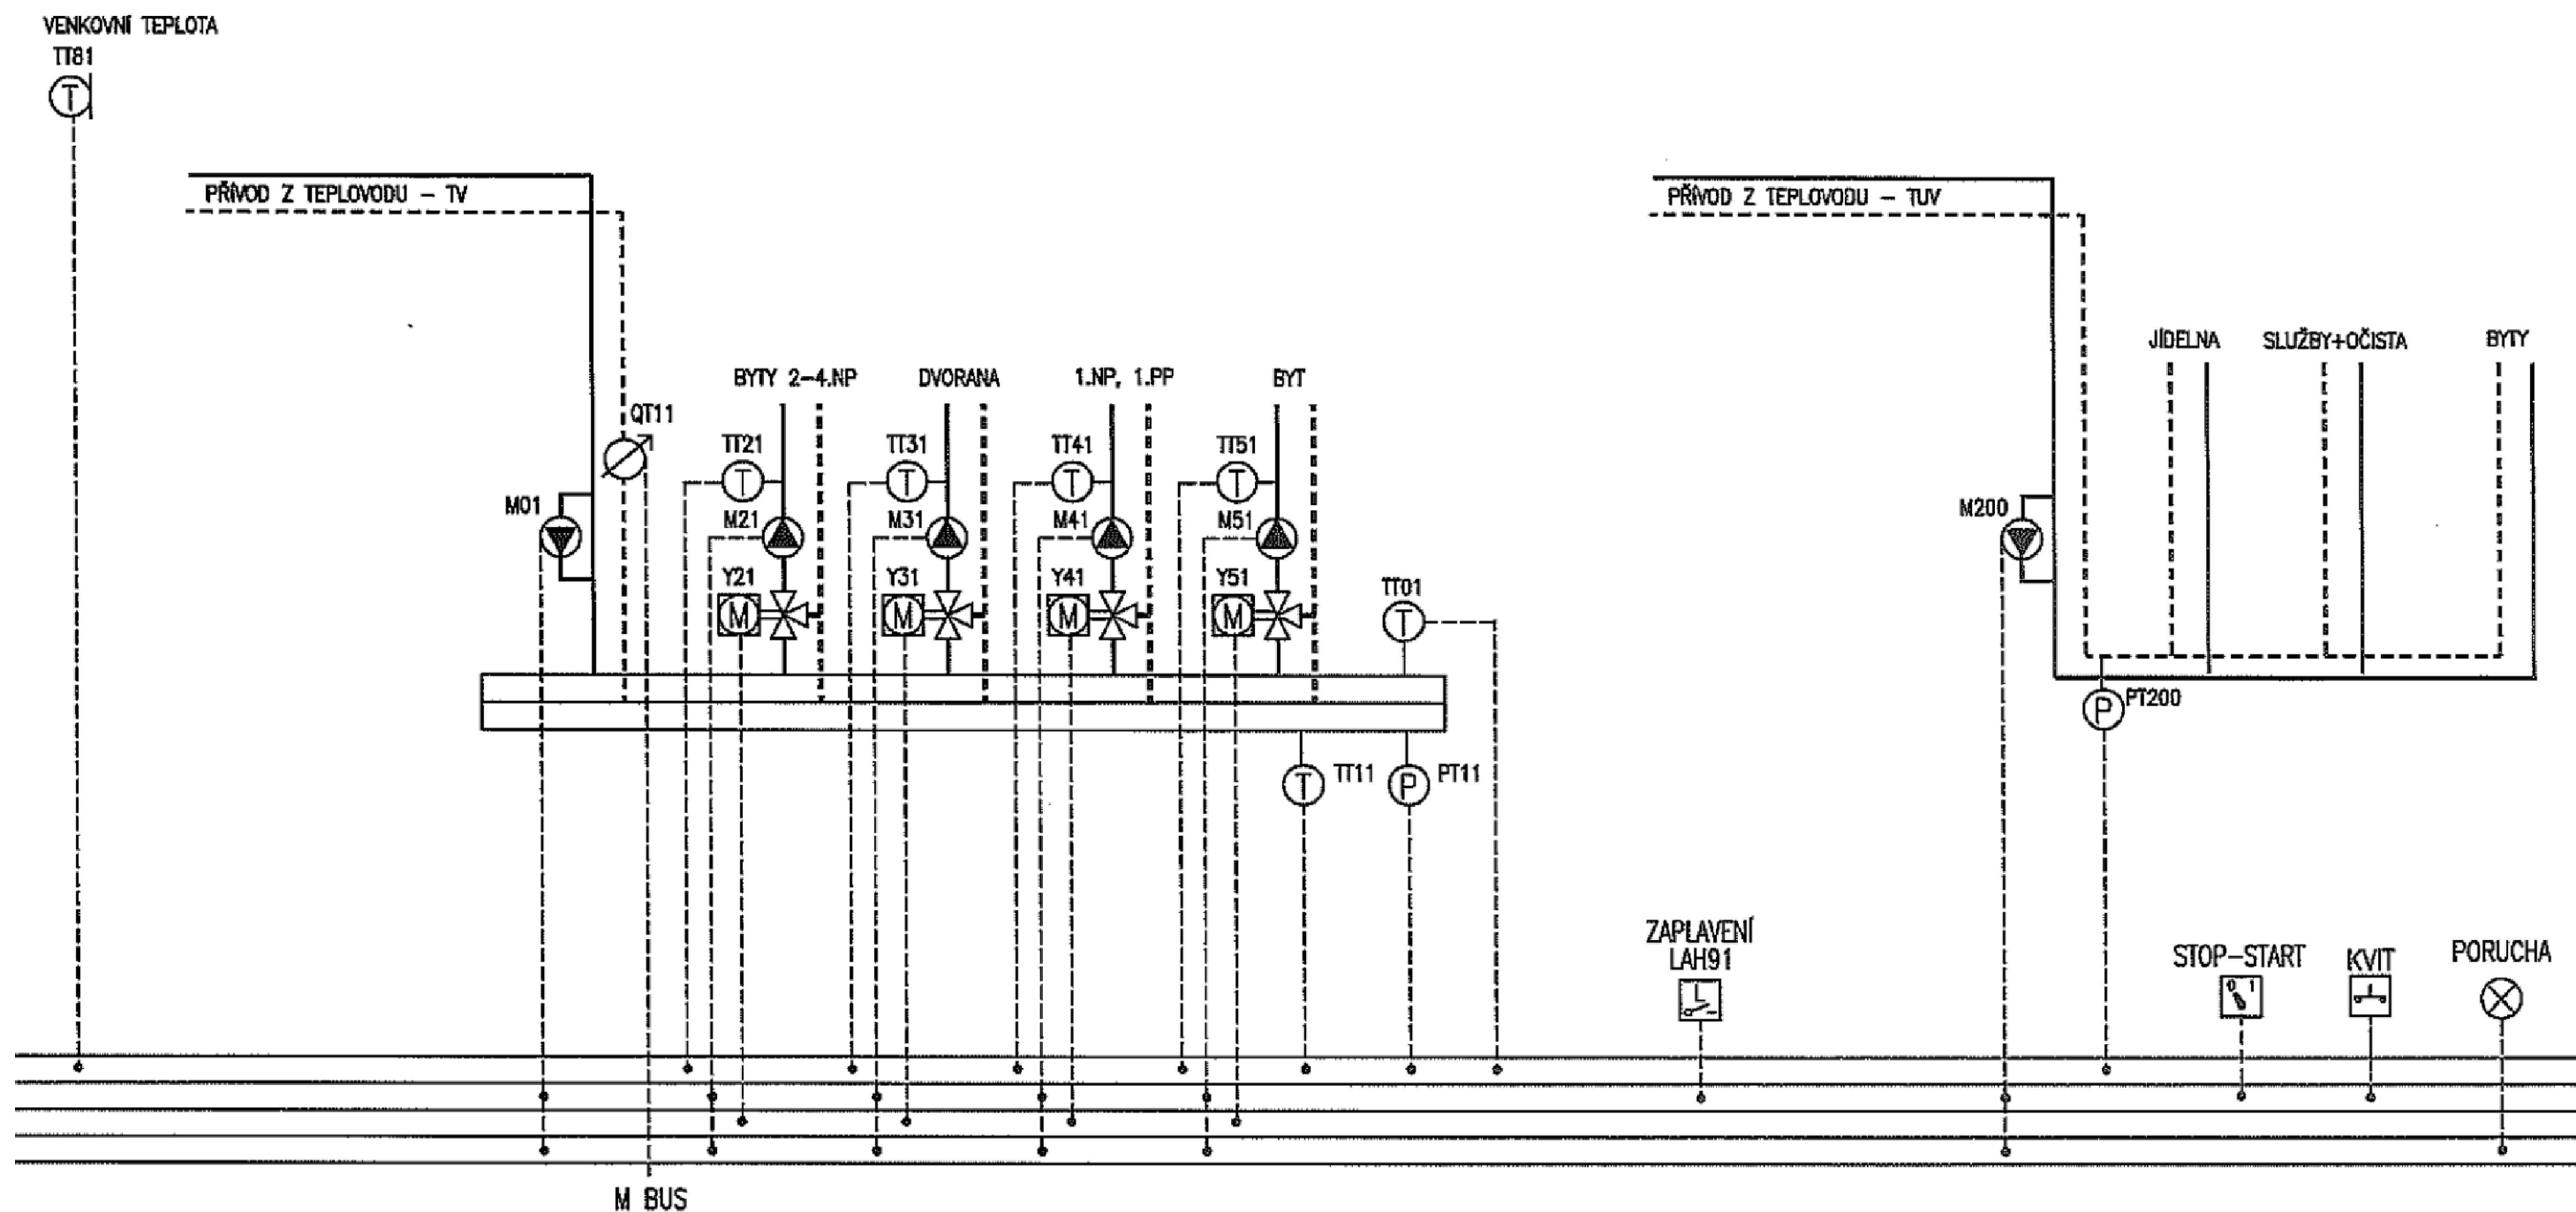 VENKOVNÍ TEPLOTA
TT81
T
PŘÍVOD Z TEPLOVODU – TV
PŘÍVOD Z TEPLOVODU – TUV
JÍDELNA
SLUŽBY+OČISTA
BYTY
BYTY 2–4.NP
DVORANA
1.NP, 1.PP
BYT
QT11
TT21
T
TT31
T
TT41
T
TT51
T
M01
M21
M31
M41
M51
M200
Y21
M
Y31
M
Y41
M
Y51
M
TT01
T
PT200
P
TT11
T
PT11
P
ZAPLAVENÍ
LAH91
L
STOP–START
0 1
KVIT
PORUCHA
M BUS